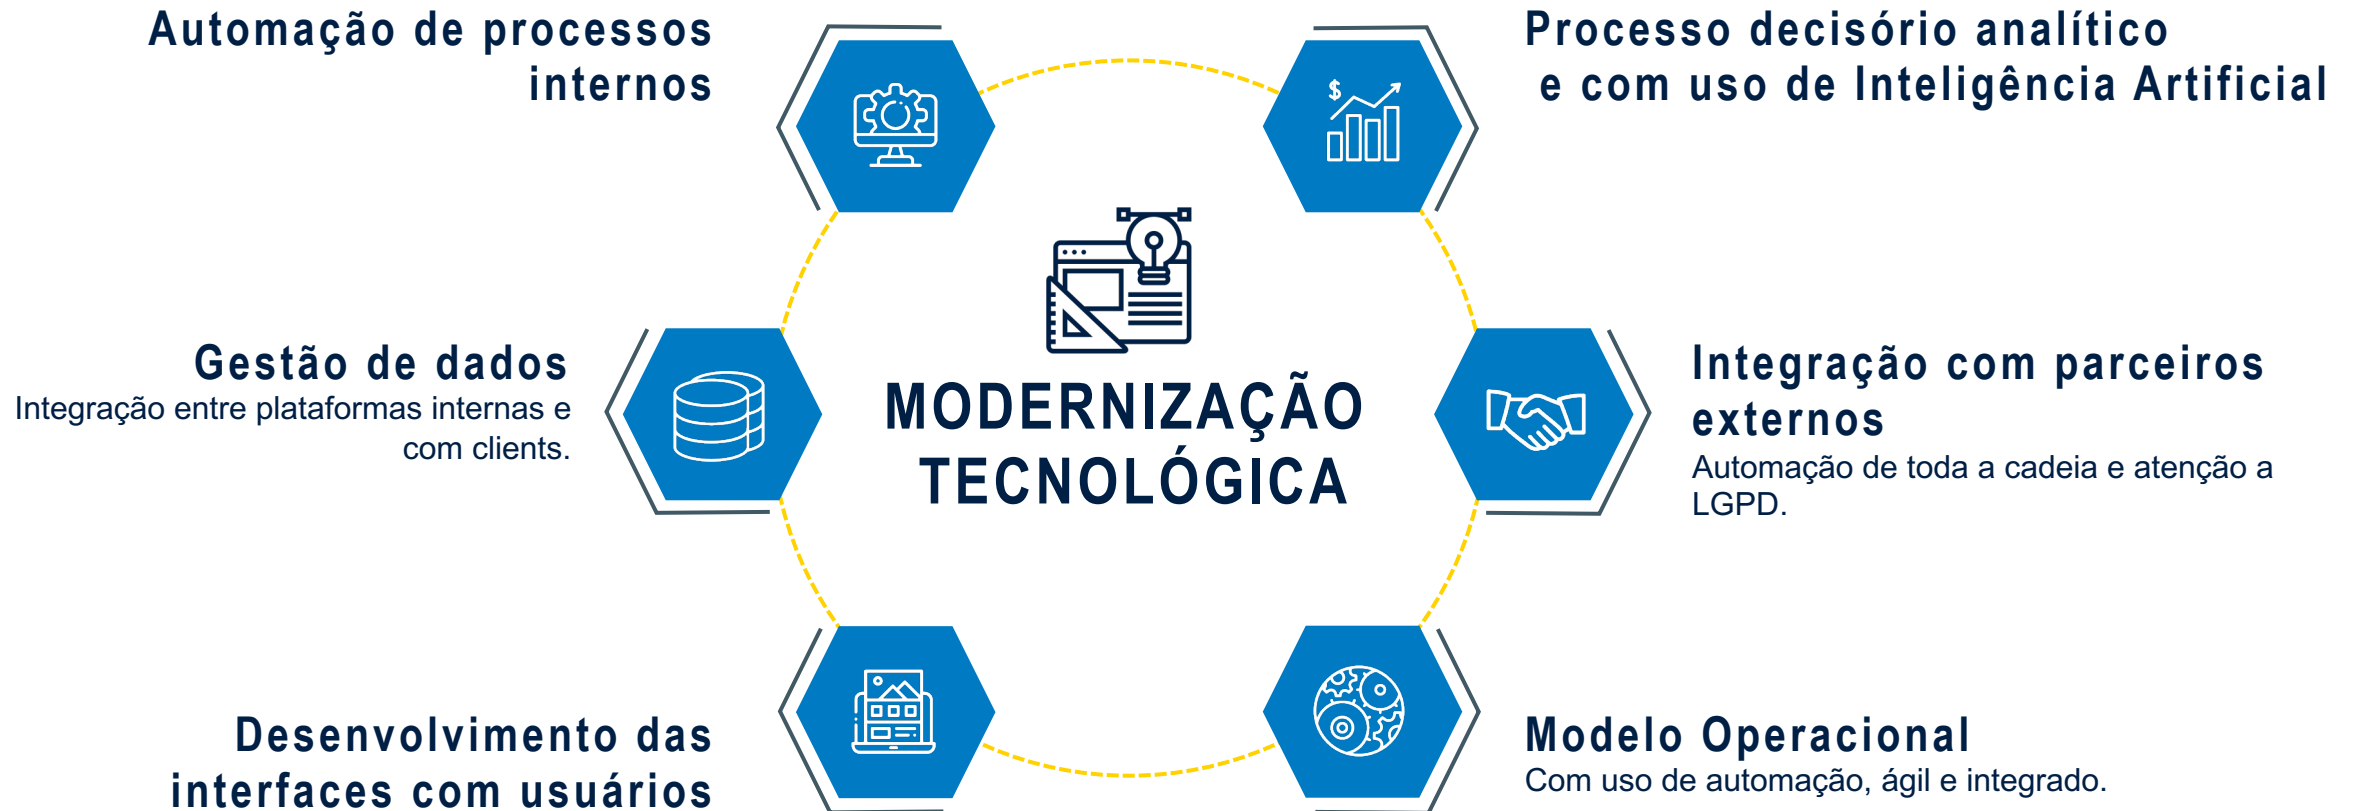 Automação de processos
internos
Processo decisório analítico
e com uso de Inteligência Artificial
$
Gestão de dados
Integração entre plataformas internas e
com clients.
MODERNIZAÇÃO
TECNOLÓGICA
Integração com parceiros
externos
Automação de toda a cadeia e atenção a
LGPD.
Desenvolvimento das
interfaces com usuários
Modelo Operacional
Com uso de automação, ágil e integrado.